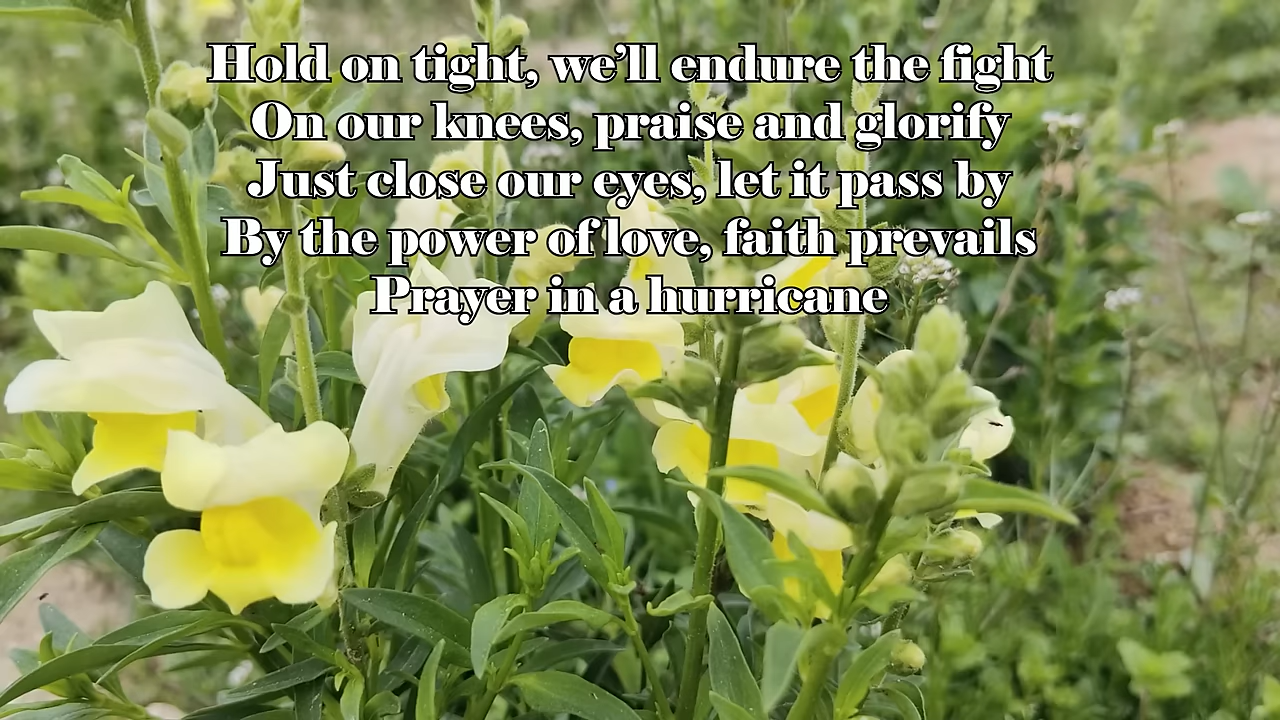 Hold on tight, we’ll endure the fight
On our knees, praise and glorify
Just close our eyes, let it pass by
By the power of love, faith prevails
Prayer in a hurricane